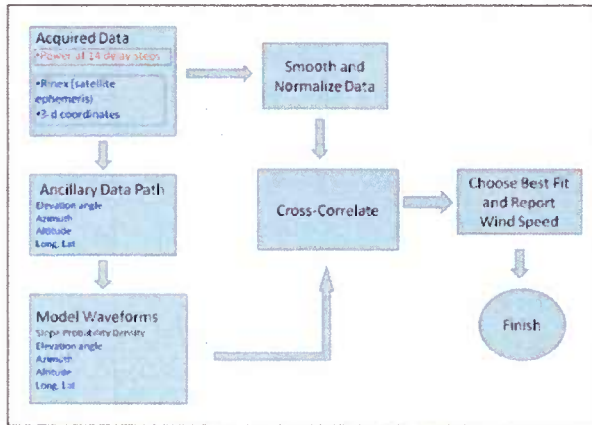 Acquired Data
•Power at 14 delay steps
•Rinex (satellite
ephemeris)
•3-d coordinates
Smooth and
Normalize Data
Ancillary Data Path
Elevation angle
Azimuth
Altitude
Long, Lat
Cross-Correlate
Choose Best Fit
and Report
Wind Speed
Model Waveforms
Slope Probability Density
Elevation angle
Azimuth
Altitude
Long, Lat
Finish